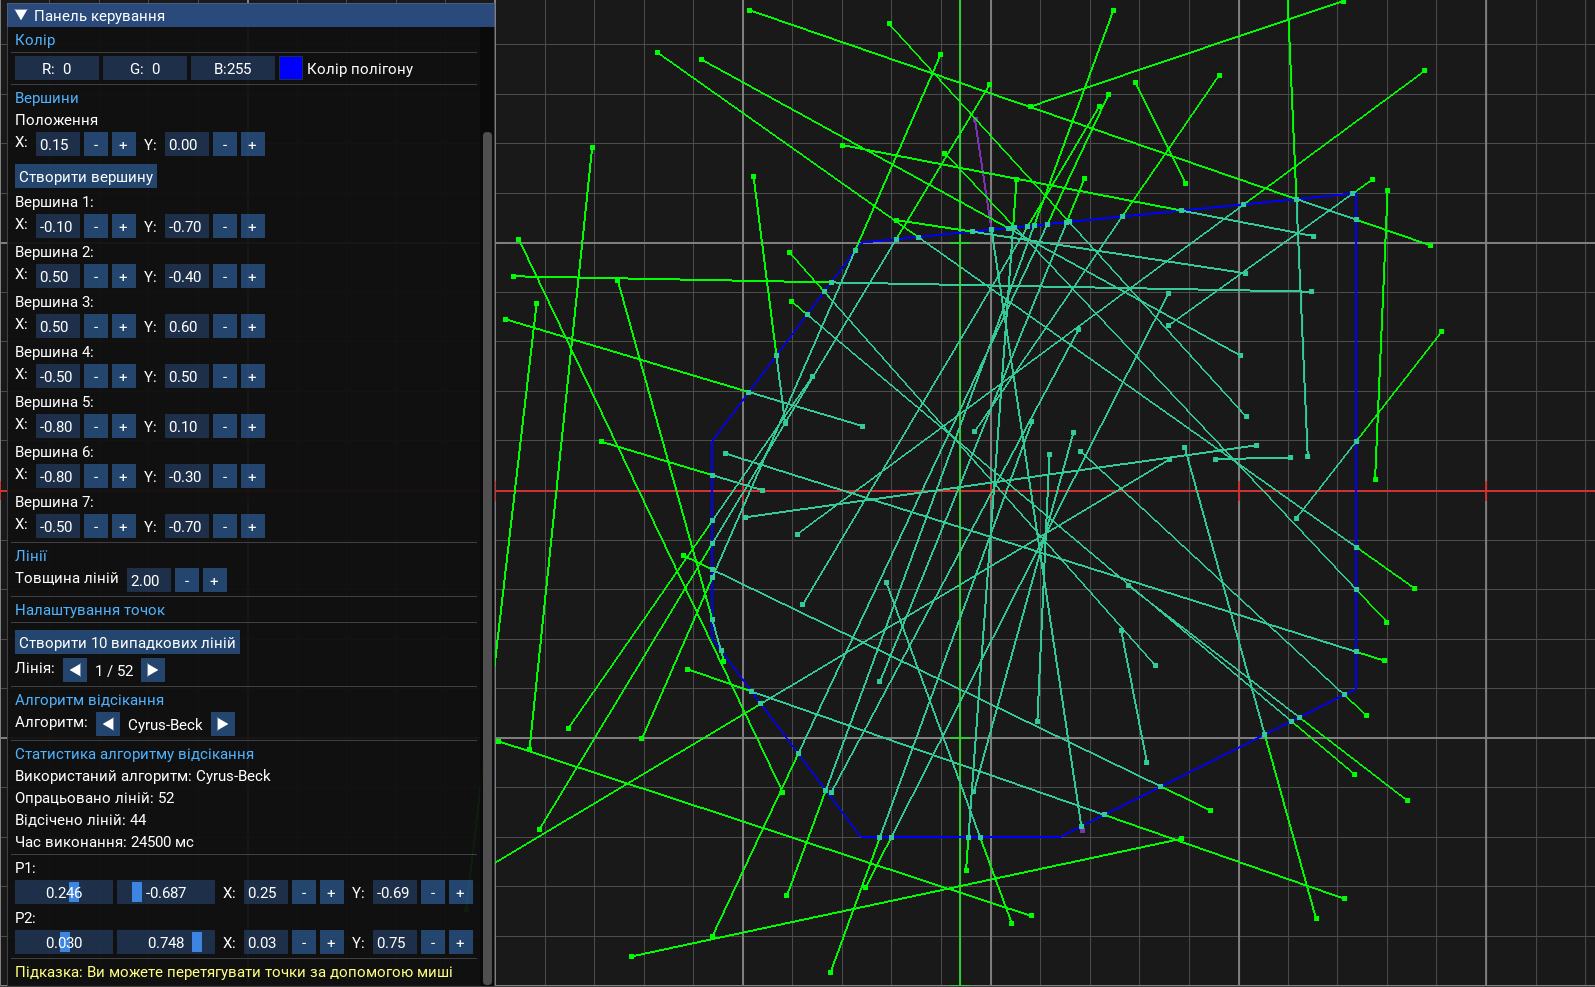 Панель керування
Колір
R: 0 G: 0 B:255 Колір полігону
Вершини
Положення
X: 0.15 - + Y: 0.00 - +
Створити вершину
Вершина 1:
X: -0.10 - + Y: -0.70 - +
Вершина 2:
X: 0.50 - + Y: -0.40 - +
Вершина 3:
X: 0.50 - + Y: 0.60 - +
Вершина 4:
X: -0.50 - + Y: 0.50 - +
Вершина 5:
X: -0.80 - + Y: 0.10 - +
Вершина 6:
X: -0.80 - + Y: -0.30 - +
Вершина 7:
X: -0.50 - + Y: -0.70 - +
Лінії
Товщина ліній 2.00 - +
Налаштування точок
Створити 10 випадкових ліній
Лінія: 1 / 52
Алгоритм відсікання
Алгоритм: Cyrus-Beck
Статистика алгоритму відсікання
Використаний алгоритм: Cyrus-Beck
Опрацьовано ліній: 52
Відсічено ліній: 44
Час виконання: 24500 мс
P1:
0.246 -0.687 X: 0.25 - + Y: -0.69 - +
P2:
0.030 0.748 X: 0.03 - + Y: 0.75 - +
Підказка: Ви можете перетягувати точки за допомогою миші